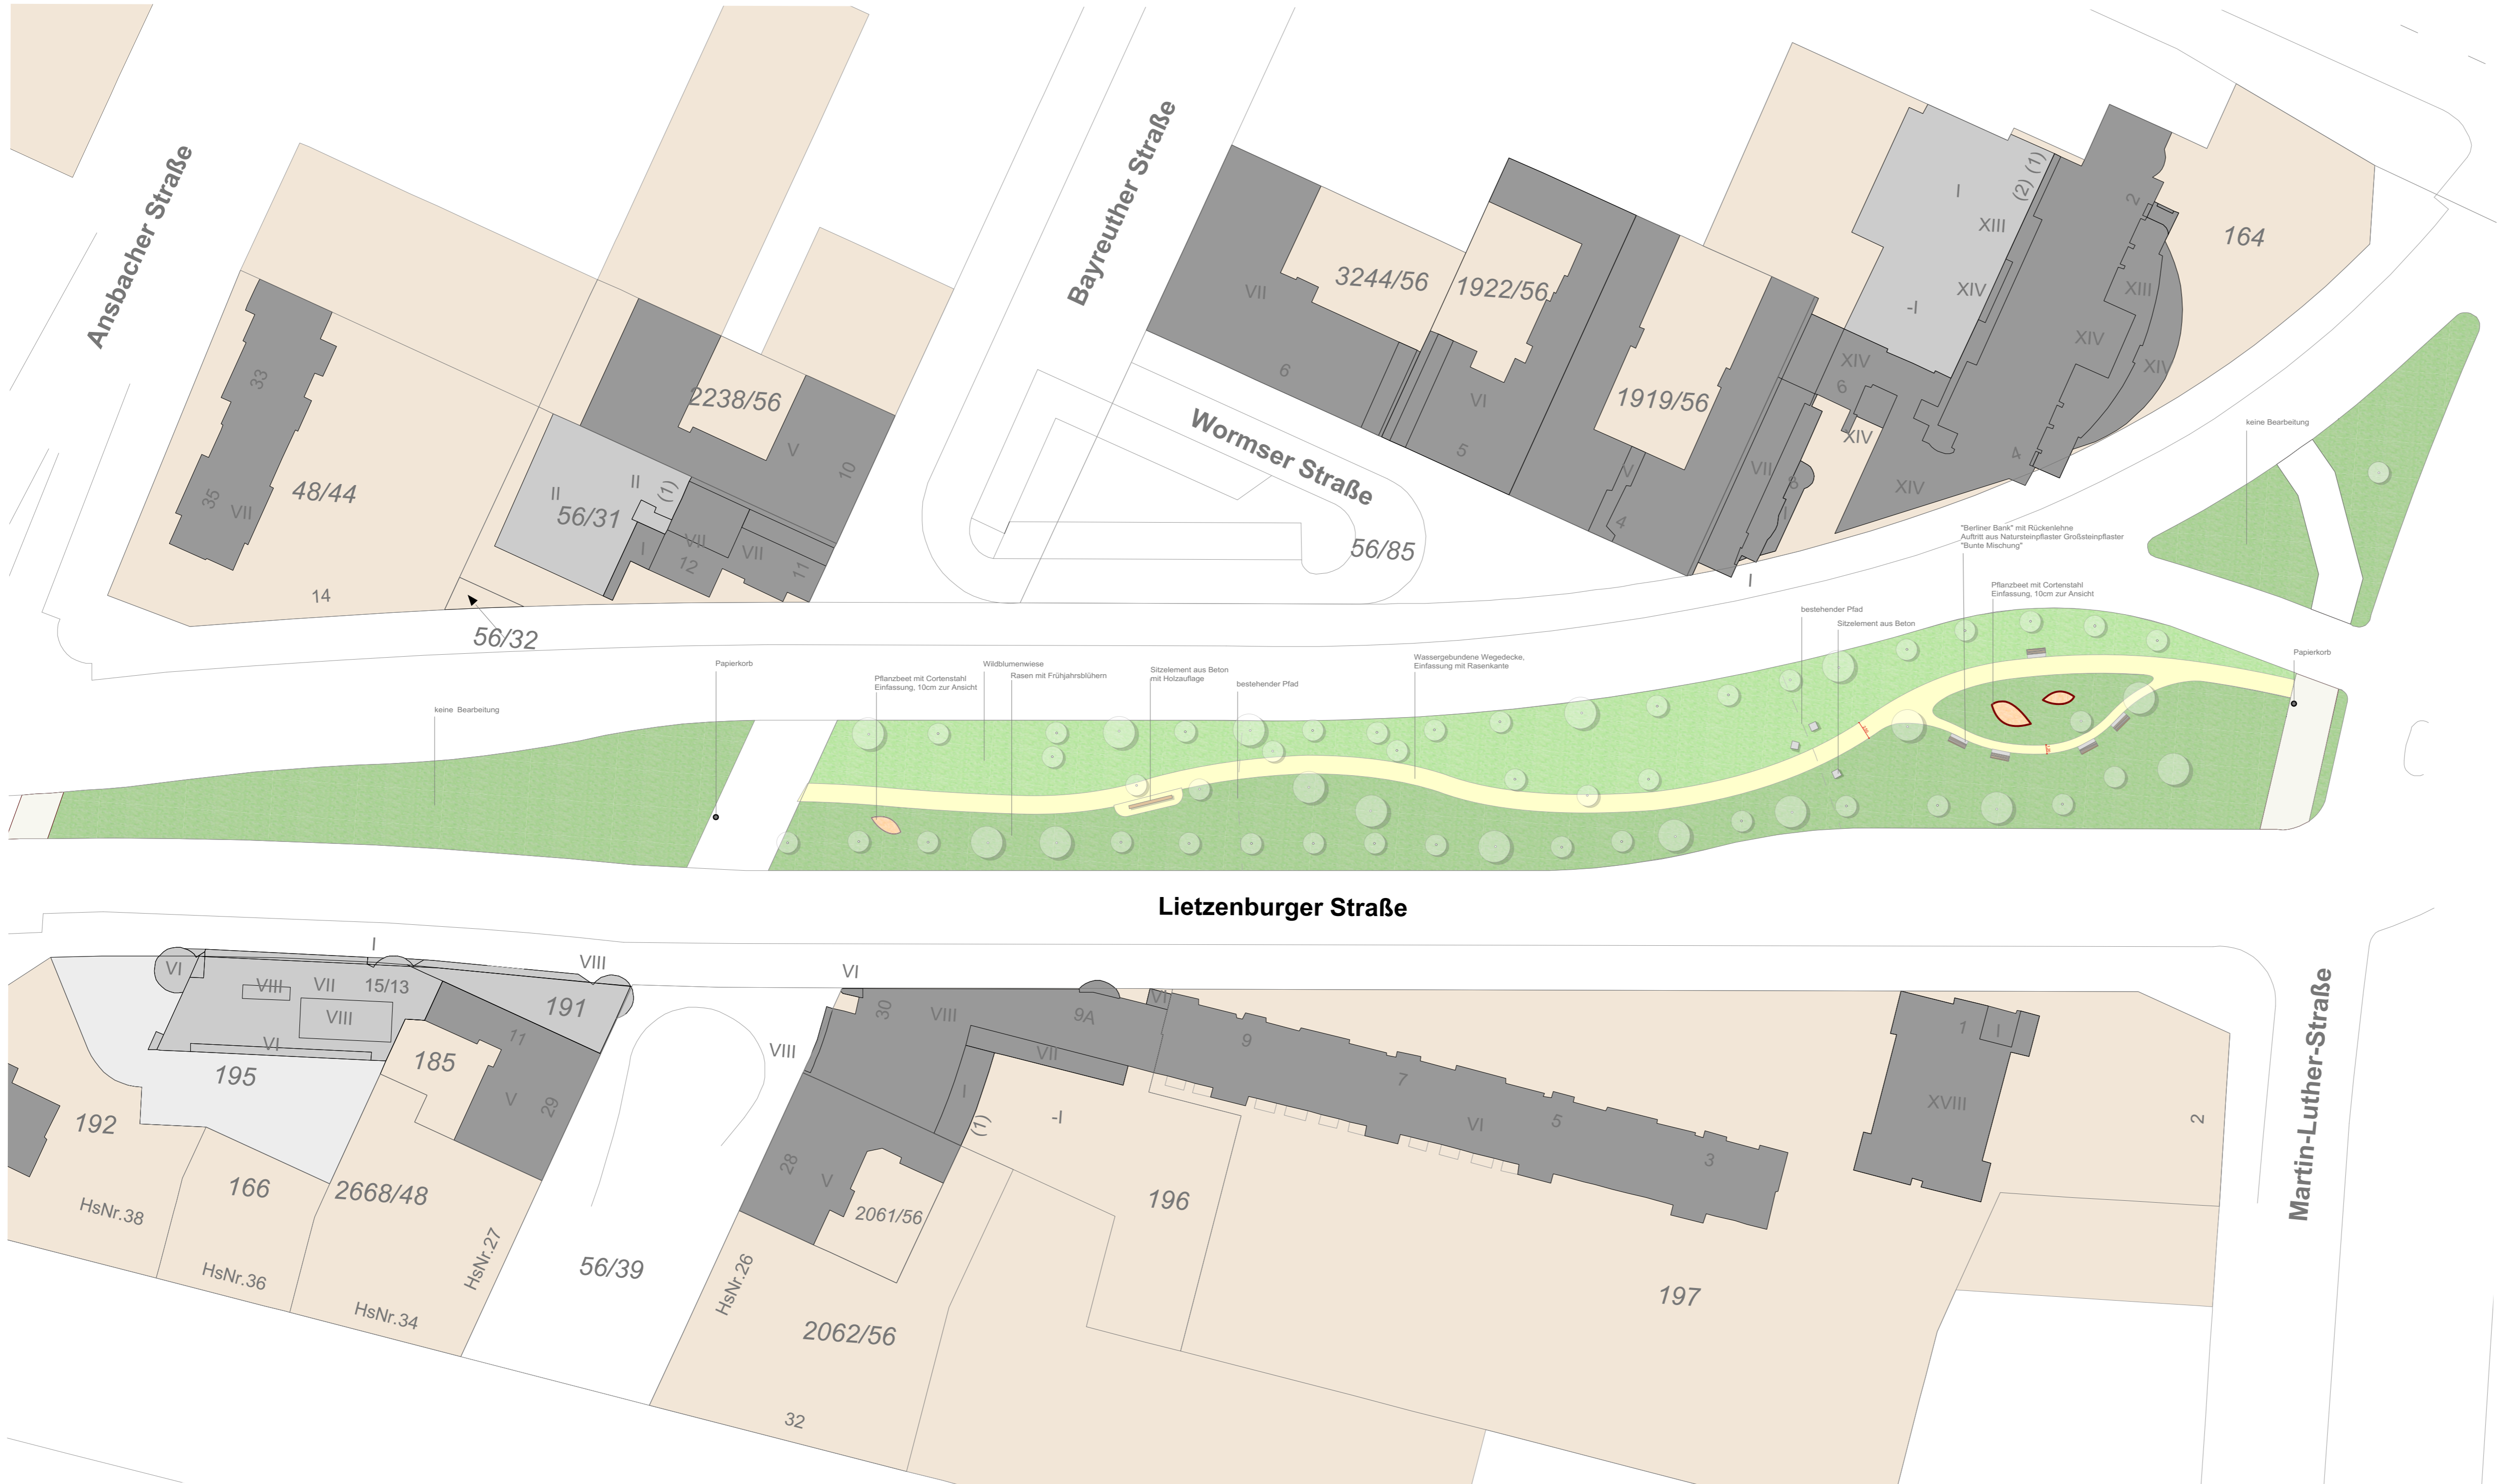 Ansbacher Straße
33
35
VII
48/44
14
56/32
II
II
(1)
56/31
I
VII
12
VII
11
2238/56
V
10
Bayreuther Straße
Wormser Straße
56/85
VII
3244/56
6
1922/56
VI
5
1919/56
V
4
VII
8
I
I
XIV
6
XIV
XIV
I
XIII
(2) (1)
XIV
-I
2
XIII
XIV
XIV
4
164
keine Bearbeitung
"Berliner Bank" mit Rückenlehne
Auftritt aus Natursteinpflaster Großsteinpflaster
"Bunte Mischung"
Pflanzbeet mit Cortenstahl
Einfassung, 10cm zur Ansicht
bestehender Pfad
Sitzelement aus Beton
Papierkorb
Wassergebundene Wegedecke,
Einfassung mit Rasenkante
Sitzelement aus Beton
mit Holzauflage
bestehender Pfad
Wildblumenwiese
Rasen mit Frühjahrsblühern
Pflanzbeet mit Cortenstahl
Einfassung, 10cm zur Ansicht
Papierkorb
keine Bearbeitung
Lietzenburger Straße
I
VIII
VI
VI
VIII
VII
15/13
191
VIII
VI
195
185
11
V
29
192
166
2668/48
HsNr.38
HsNr.36
HsNr.34
HsNr.27
56/39
VIII
30
VIII
9A
VI
VII
I
(1)
-I
28
V
2061/56
HsNr.26
2062/56
32
196
9
7
VI
5
3
197
1
I
XVIII
2
Martin-Luther-Straße